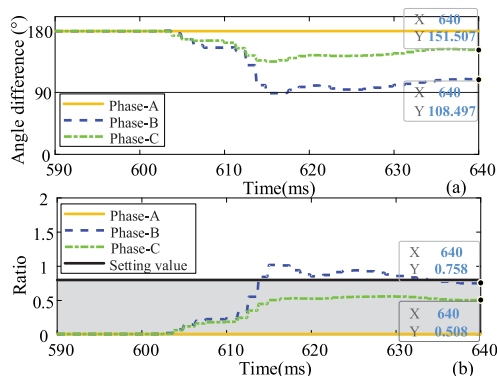 Angle difference (°)
180
90
0
X 640
Y 151.507
X 640
Y 108.497
Phase-A
Phase-B
Phase-C
590 600 610 620 630 640
Time(ms)
(a)
Ratio
2
1.5
1
0.5
0
Phase-A
Phase-B
Phase-C
Setting value
X 640
Y 0.758
X 640
Y 0.508
590 600 610 620 630 640
Time(ms)
(b)